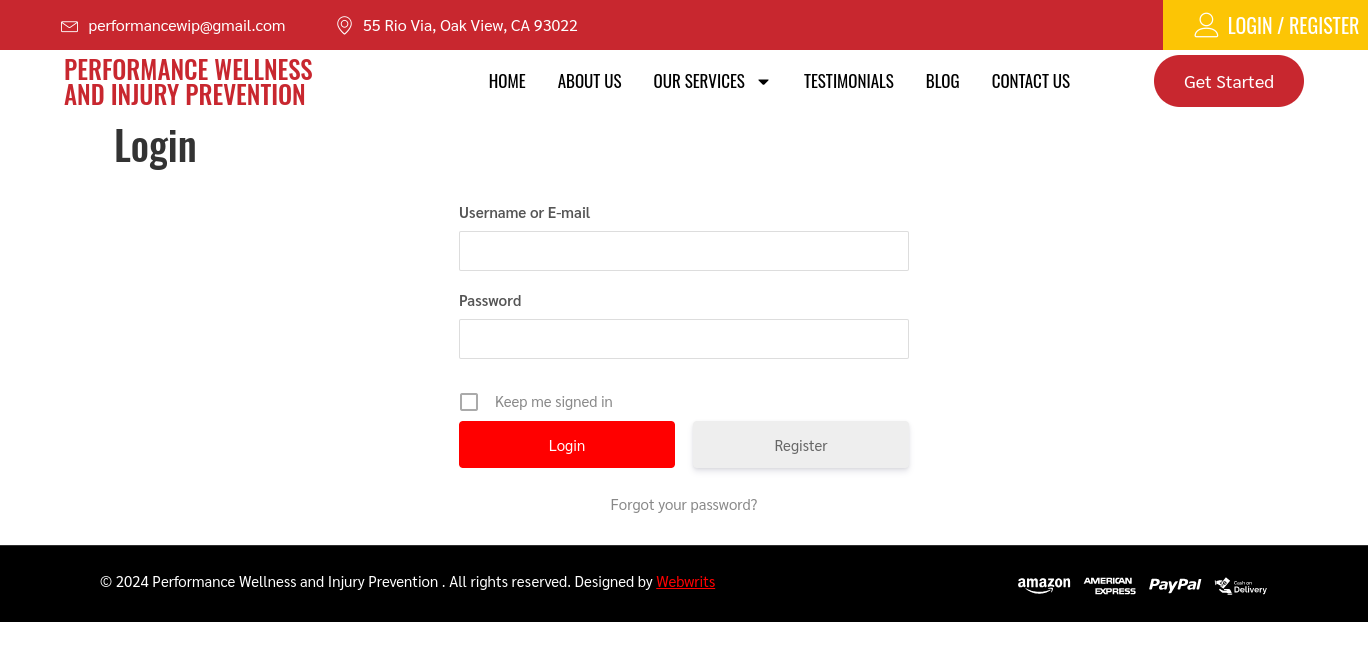 performancewip@gmail.com
55 Rio Via, Oak View, CA 93022
LOGIN / REGISTER
PERFORMANCE WELLNESS
AND INJURY PREVENTION
HOME
ABOUT US
OUR SERVICES
TESTIMONIALS
BLOG
CONTACT US
Get Started
Login
Username or E-mail
Password
Keep me signed in
Login
Register
Forgot your password?
© 2024 Performance Wellness and Injury Prevention . All rights reserved. Designed by Webwrits
amazon
AMERICAN
EXPRESS
PayPal
Cash on
Delivery